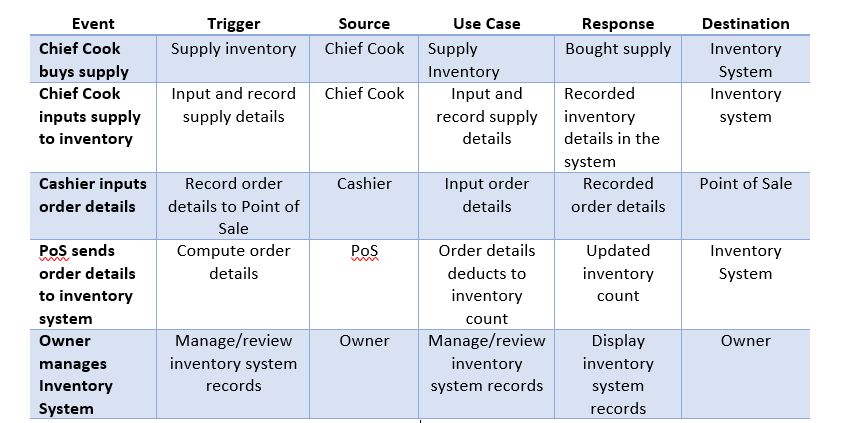 Event Trigger Source Use Case Response Destination
Chief Cook Supply inventory Chief Cook Supply Bought supply Inventory
buys supply Inventory System
Chief Cook Input and record Chief Cook Input and Recorded Inventory
inputs supply supply details record supply inventory system
to inventory details details in the
system
Cashier inputs Record order Cashier Input order Recorded Point of Sale
order details details to Point of details order details
Sale
PoS sends Compute order PoS Order details Updated Inventory
order details details deducts to inventory System
to inventory inventory count
system count
Owner Manage/review Owner Manage/review Display Owner
manages inventory system inventory inventory
Inventory records system records system
System records